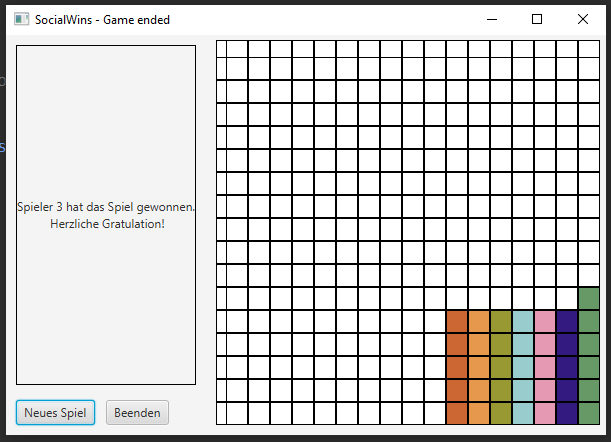 SocialWins - Game ended
Spieler 3 hat das Spiel gewonnen.
Herzliche Gratulation!
Neues Spiel
Beenden